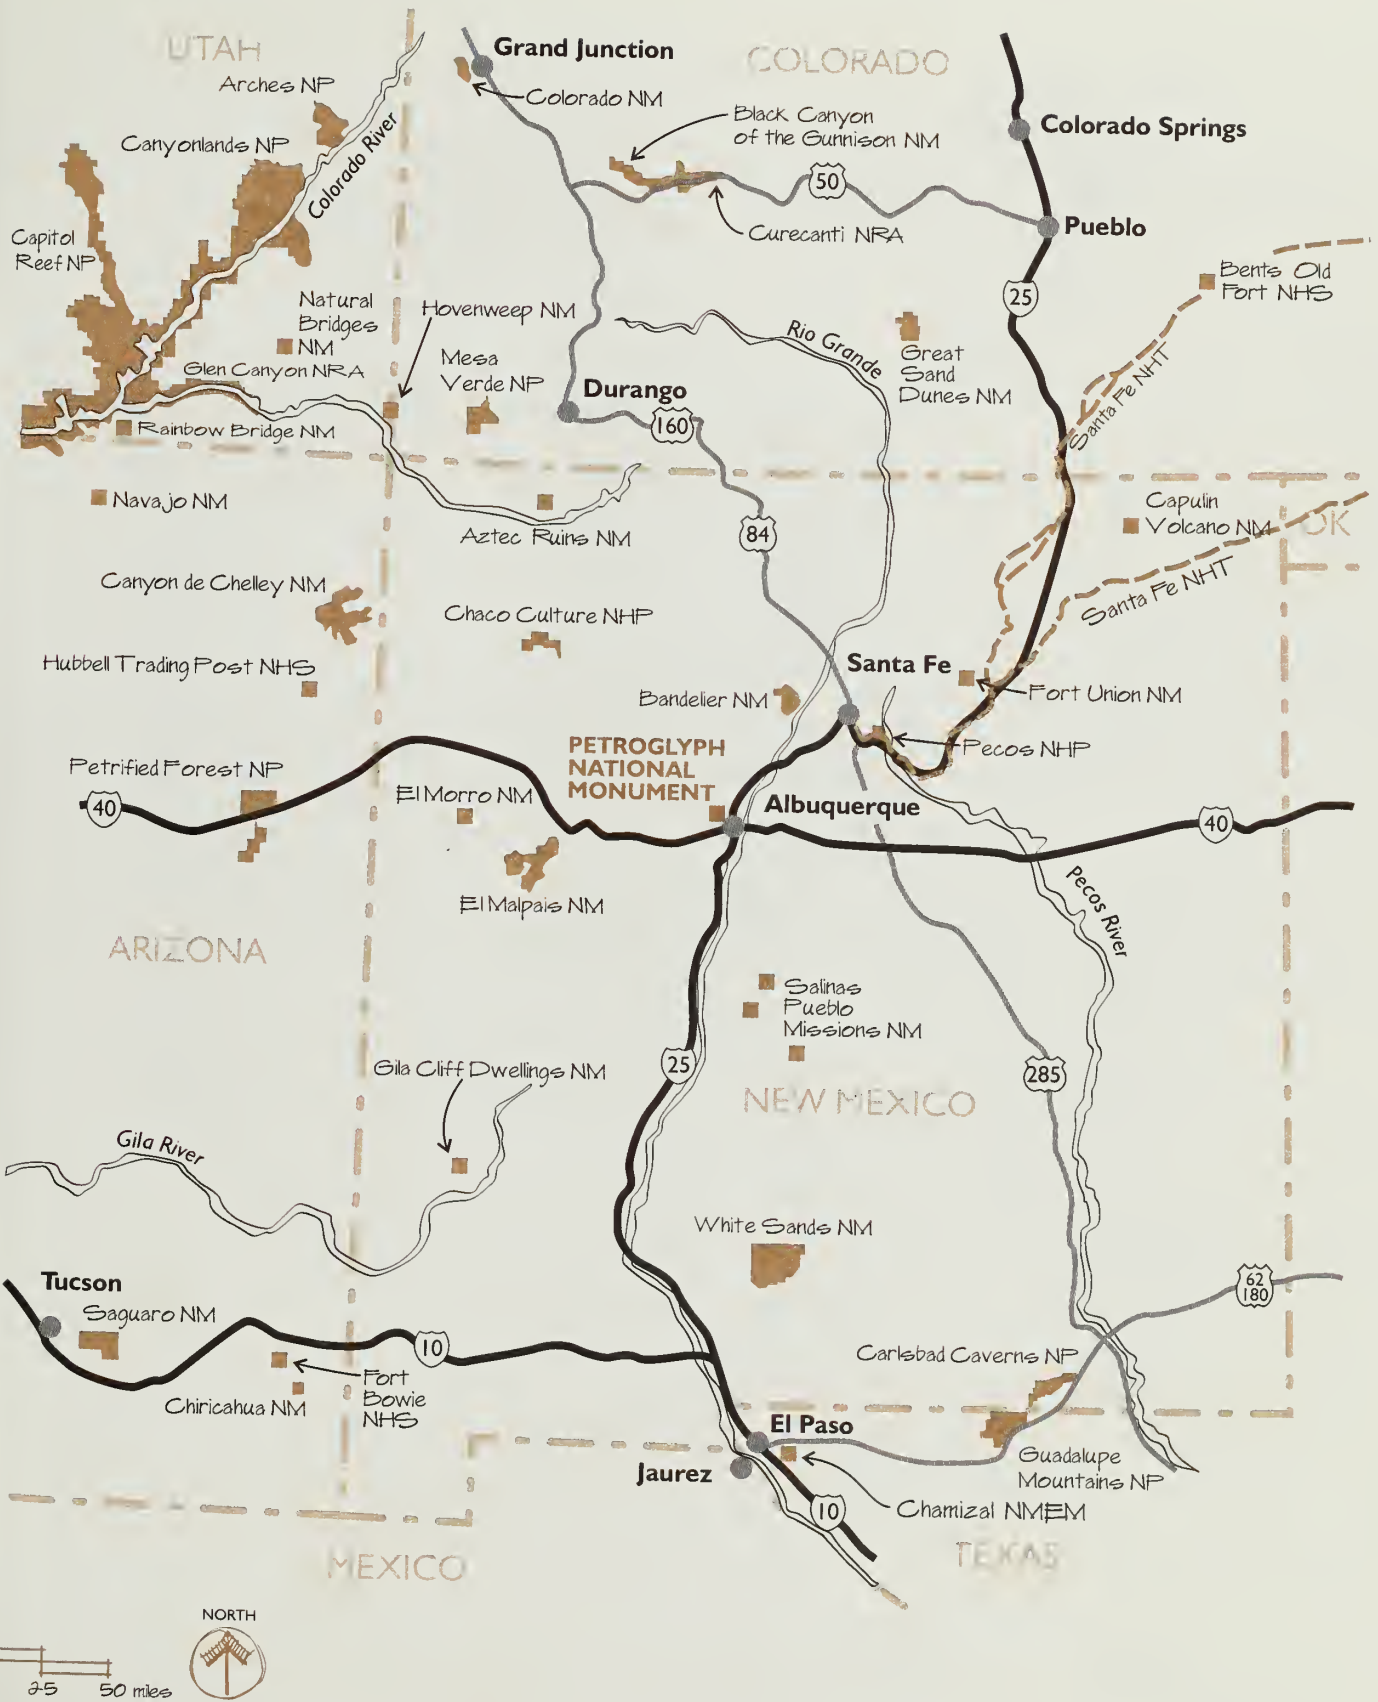 UTAH
Grand Junction
COLORADO
Arches NP
Colorado NM
Black Canyon
of the Gunnison NM
Colorado Springs
Canyonlands NP
Colorado River
50
Curecanti NRA
Pueblo
Capitol
Reef NP
Bents Old
Fort NHS
25
Natural
Bridges
NM
Hovenweep NM
Rio Grande
Great
Sand
Dunes NM
Santa Fe NHT
Glen Canyon NRA
Mesa
Verde NP
Durango
160
Rainbow Bridge NM
Navajo NM
Aztec Ruins NM
84
Capulin
Volcano NM
OK
Canyon de Chelley NM
Chaco Culture NHP
Santa Fe NHT
Hubbell Trading Post NHS
Santa Fe
Bandelier NM
Fort Union NM
Pecos NHP
PETROGLYPH
NATIONAL
MONUMENT
Petrified Forest NP
40
El Morro NM
Albuquerque
40
El Malpais NM
Pecos River
ARIZONA
Salinas
Pueblo
Missions NM
25
Gila Cliff Dwellings NM
285
NEW MEXICO
Gila River
White Sands NM
Tucson
62
180
Saguaro NM
10
Carlsbad Caverns NP
Fort
Bowie
NHS
Chiricahua NM
El Paso
Guadalupe
Mountains NP
Jaurez
10
Chamizal NMEM
MEXICO
TEXAS
NORTH
25 50 miles